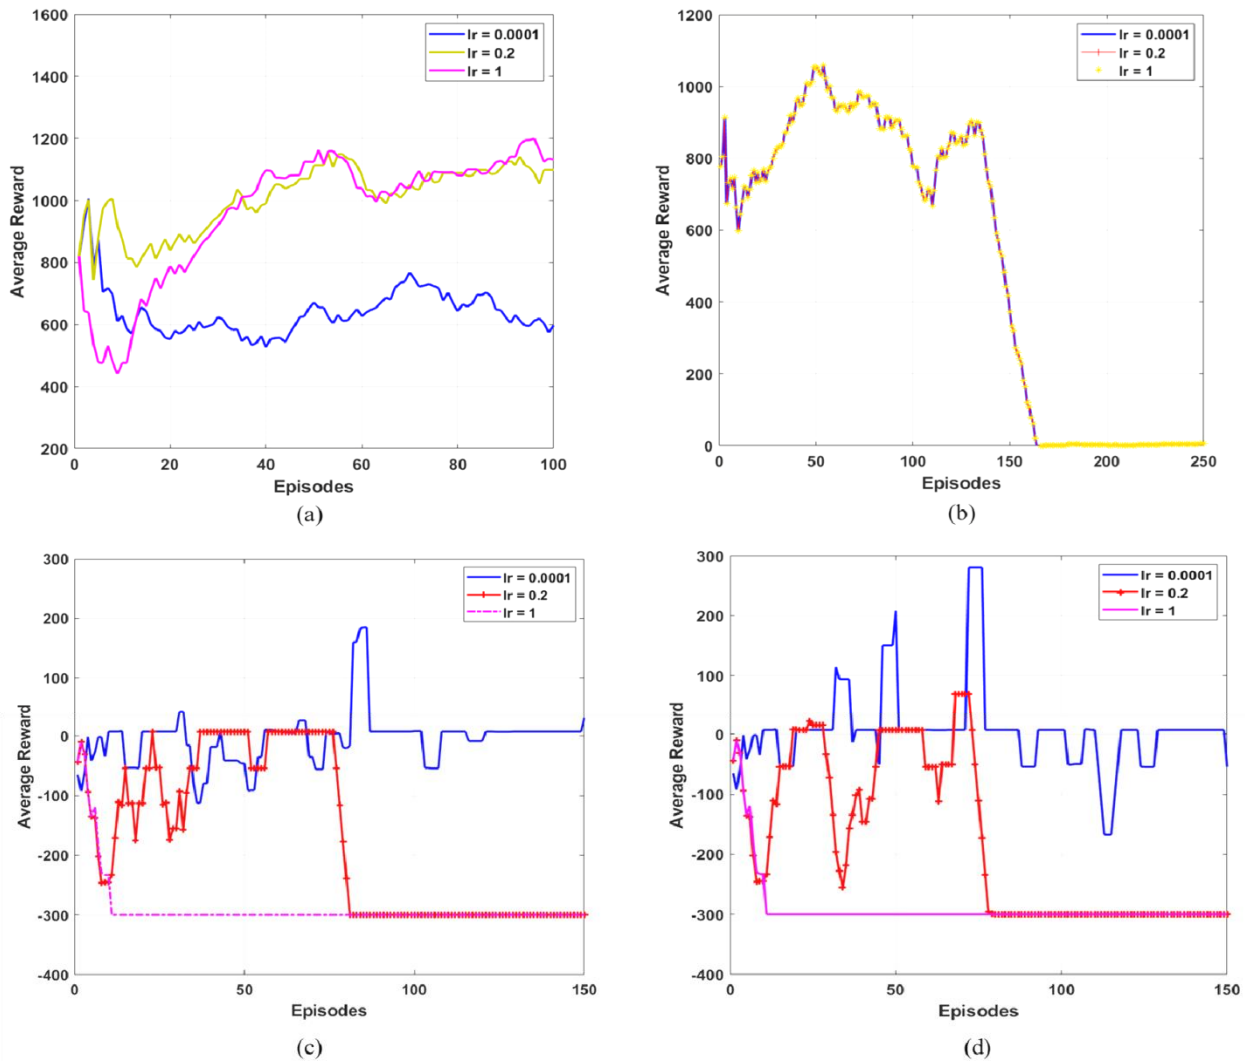 (a)
1600
1400
1200
1000
800
600
400
200
Average Reward
lr = 0.0001
lr = 0.2
lr = 1
0 20 40 60 80 100
Episodes
(a)
1200
1000
800
600
400
200
0
Average Reward
lr = 0.0001
lr = 0.2
lr = 1
0 50 100 150 200 250
Episodes
(b)
300
200
100
0
-100
-200
-300
-400
Average Reward
lr = 0.0001
lr = 0.2
lr = 1
0 50 100 150
Episodes
(c)
300
200
100
0
-100
-200
-300
-400
Average Reward
lr = 0.0001
lr = 0.2
lr = 1
0 50 100 150
Episodes
(d)